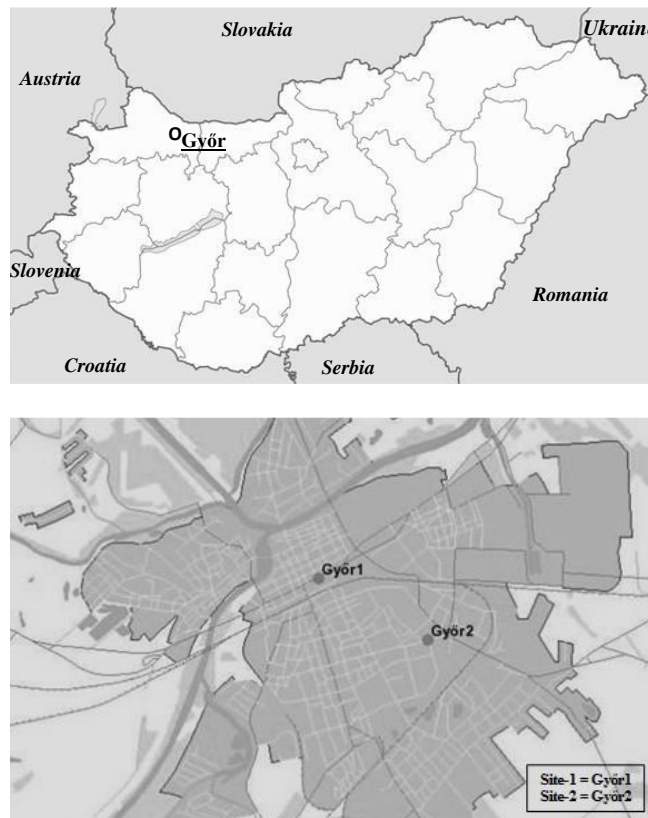 Slovakia
Ukraine
Austria
Győr
Slovenia
Romania
Croatia
Serbia
Győr1
Győr2
Site-1 = Győr1
Site-2 = Győr2